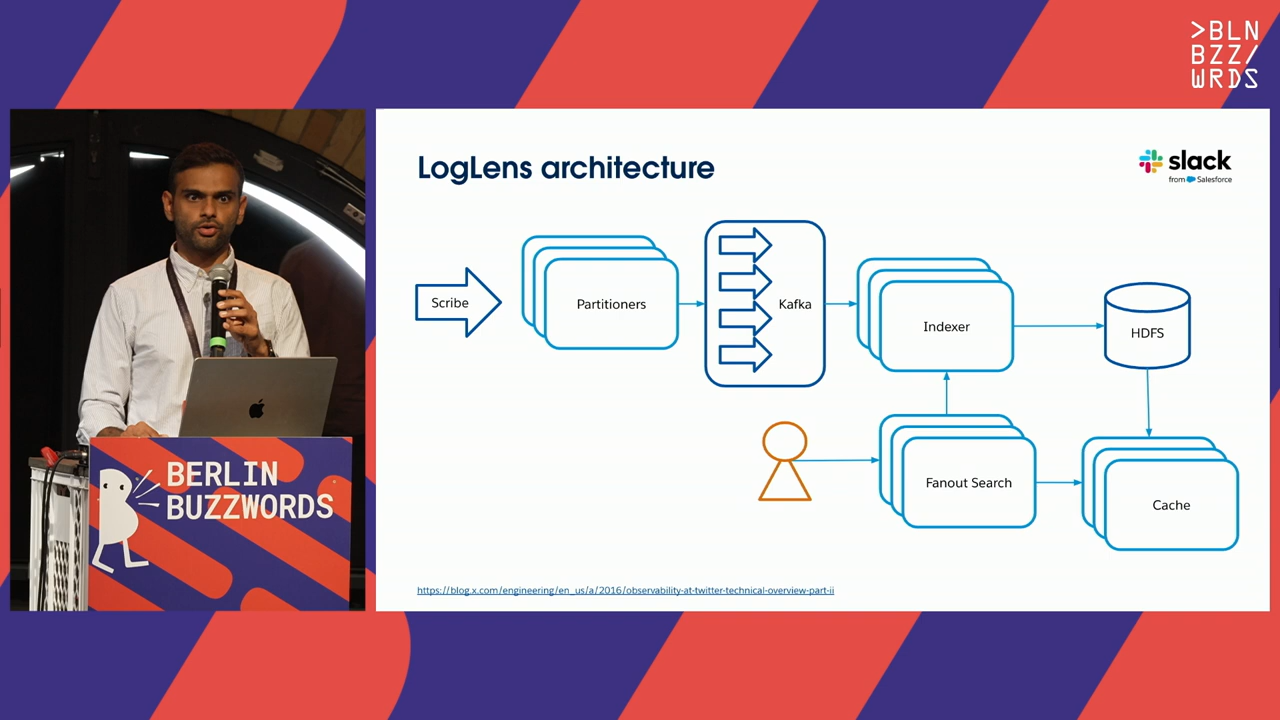 >BLN
BZZ/
WRDS
LogLens architecture
slack
from Salesforce
Scribe
Partitioners
Kafka
Indexer
HDFS
Fanout Search
Cache
BERLIN
BUZZWORDS
https://blog.x.com/engineering/en_us/a/2016/observability-at-twitter-technical-overview-part-ii